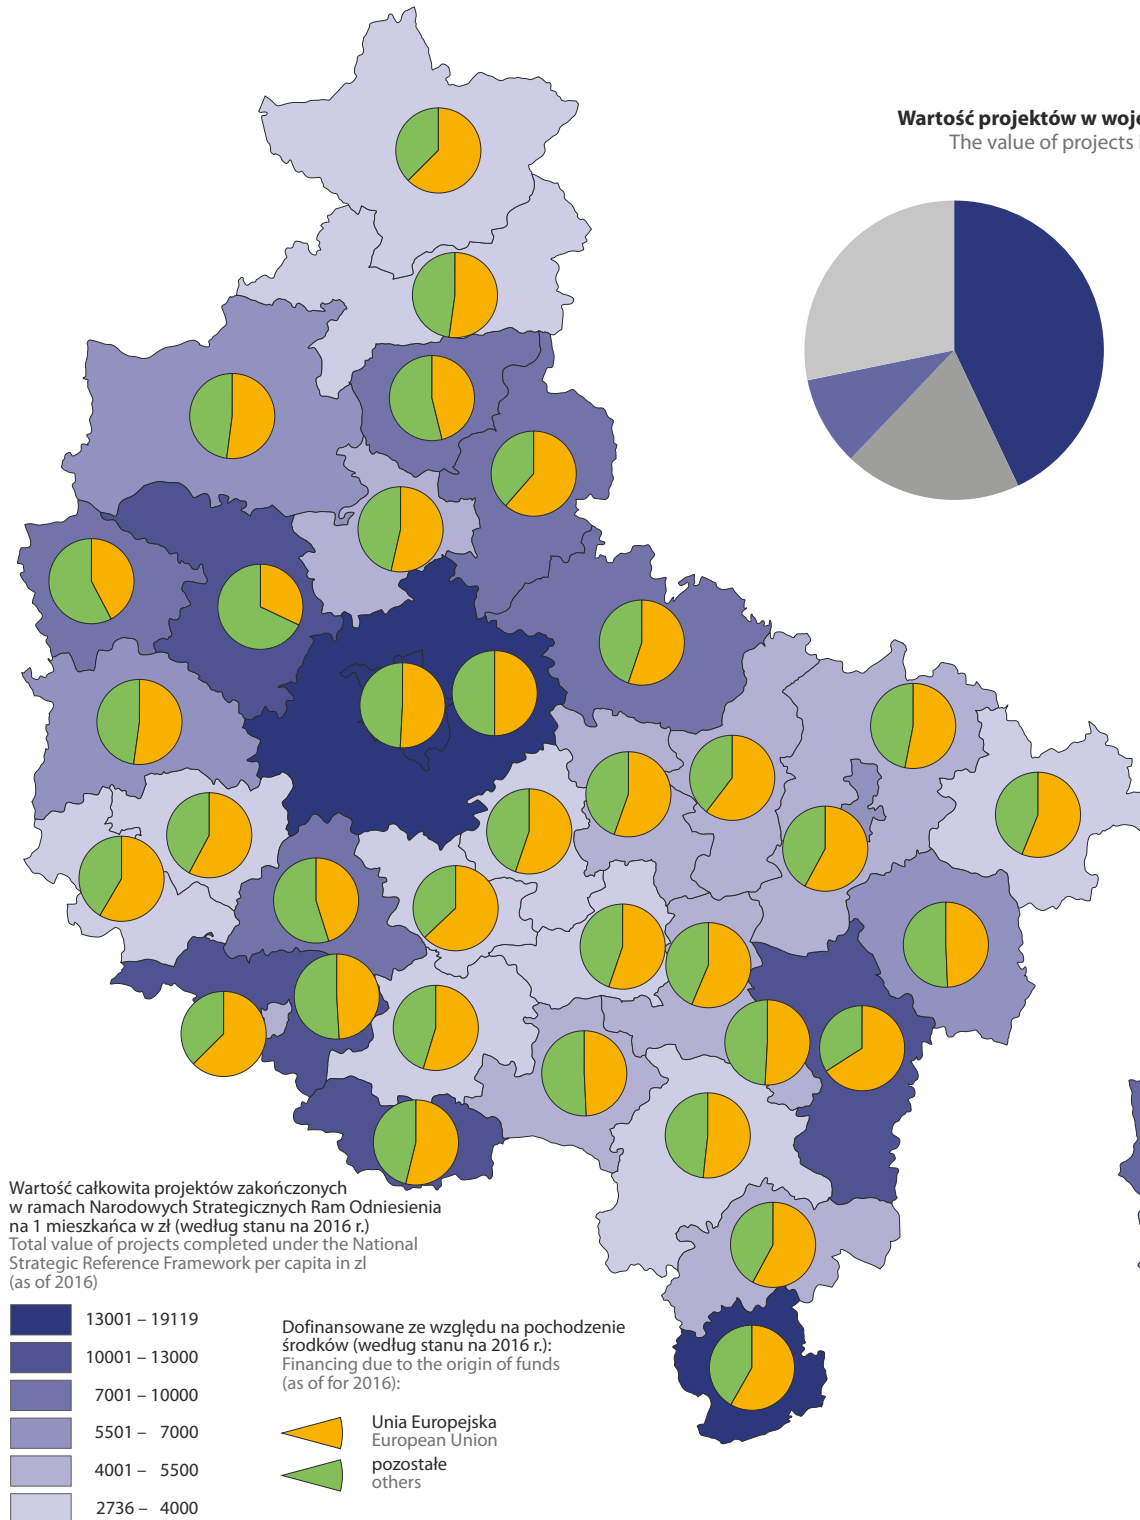 Wartość projektów w woje
The value of projects i
Wartość całkowita projektów zakończonych
w ramach Narodowych Strategicznych Ram Odniesienia
na 1 mieszkańca w zł (według stanu na 2016 r.)
Total value of projects completed under the National
Strategic Reference Framework per capita in zl
(as of 2016)
13001 – 19119
10001 – 13000
7001 – 10000
5501 – 7000
4001 – 5500
2736 – 4000
Dofinansowane ze względu na pochodzenie
środków (według stanu na 2016 r.):
Financing due to the origin of funds
(as of for 2016):
Unia Europejska
European Union
pozostałe
others